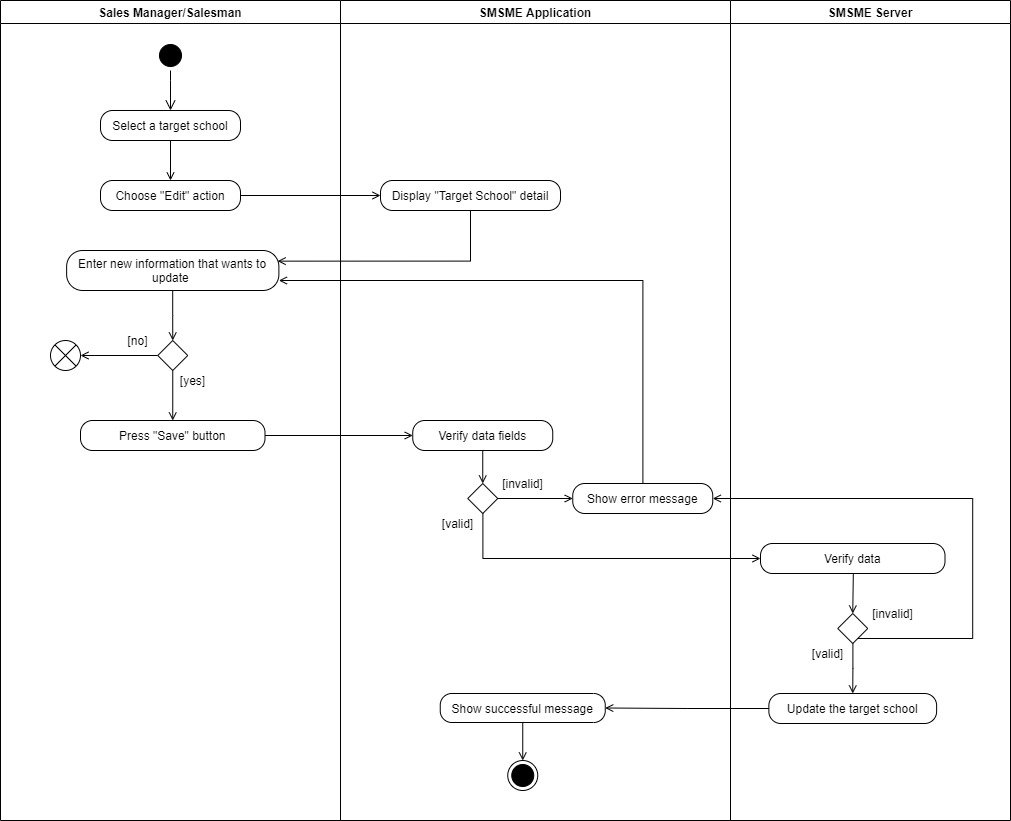 Sales Manager/Salesman
SMSME Application
SMSME Server
Select a target school
Choose "Edit" action
Display "Target School" detail
Enter new information that wants to
update
[no]
[yes]
Press "Save" button
Verify data fields
[invalid]
Show error message
[valid]
Verify data
[invalid]
[valid]
Show successful message
Update the target school